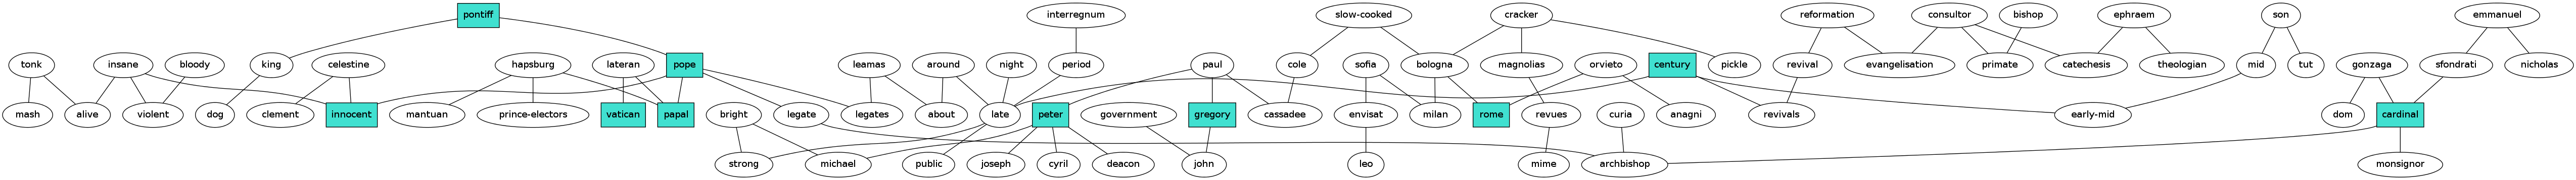 pontiff interregnum slow-cooked cracker reformation consultor bishop ephraem son emmanuel
tonk insane bloody king celestine hapsburg lateran pope leamas around night period paul cole sofia bologna magnolias orvieto century pickle revival evangelisation primate catechesis theologian mid tut gonzaga sfondrati nicholas
mash alive violent dog clement innocent mantuan prince-electors vatican papal bright legate legates about late peter government gregory cassadee envisat milan rome revues curia anagni revivals early-mid dom cardinal
strong michael public joseph cyril deacon john leo mime archbishop monsignor